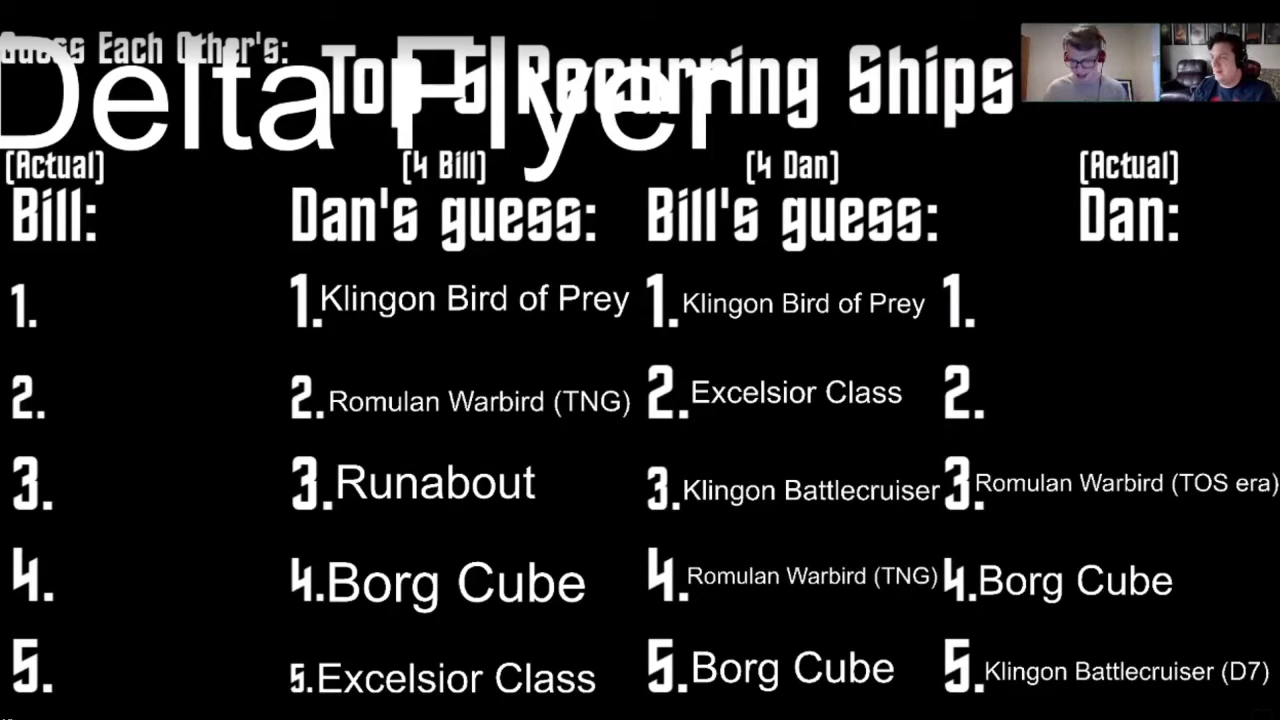 Guess Each Other's:
Top 5 Recurring Ships
Delta Flyer
(Actual)
Bill:
1.
2.
3.
4.
5.
(4 Bill)
Dan's guess:
1.Klingon Bird of Prey
2.Romulan Warbird (TNG)
3.Runabout
4.Borg Cube
5.Excelsior Class
(4 Dan)
Bill's guess:
1.Klingon Bird of Prey
2.Excelsior Class
3.Klingon Battlecruiser
4.Romulan Warbird (TNG)
5.Borg Cube
(Actual)
Dan:
1.
2.
3.Romulan Warbird (TOS era)
4.Borg Cube
5.Klingon Battlecruiser (D7)